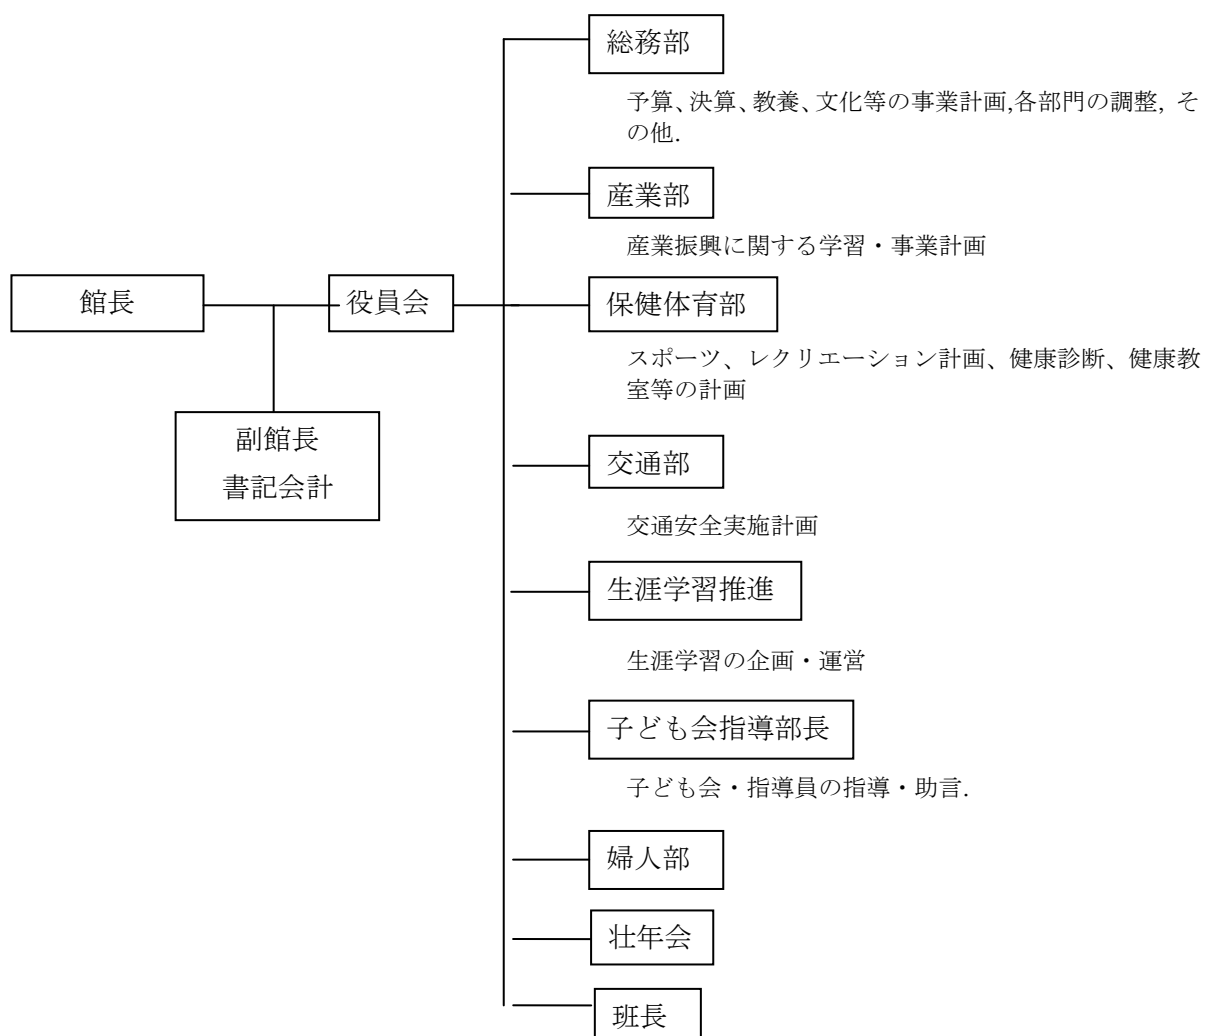 総務部
予算、決算、教養、文化等の事業計画,各部門の調整, そ
の他.
産業部
産業振興に関する学習・事業計画
館長
役員会
保健体育部
スポーツ、レクリエーション計画、健康診断、健康教
室等の計画
副館長
書記会計
交通部
交通安全実施計画
生涯学習推進
生涯学習の企画・運営
子ども会指導部長
子ども会・指導員の指導・助言.
婦人部
壮年会
班長